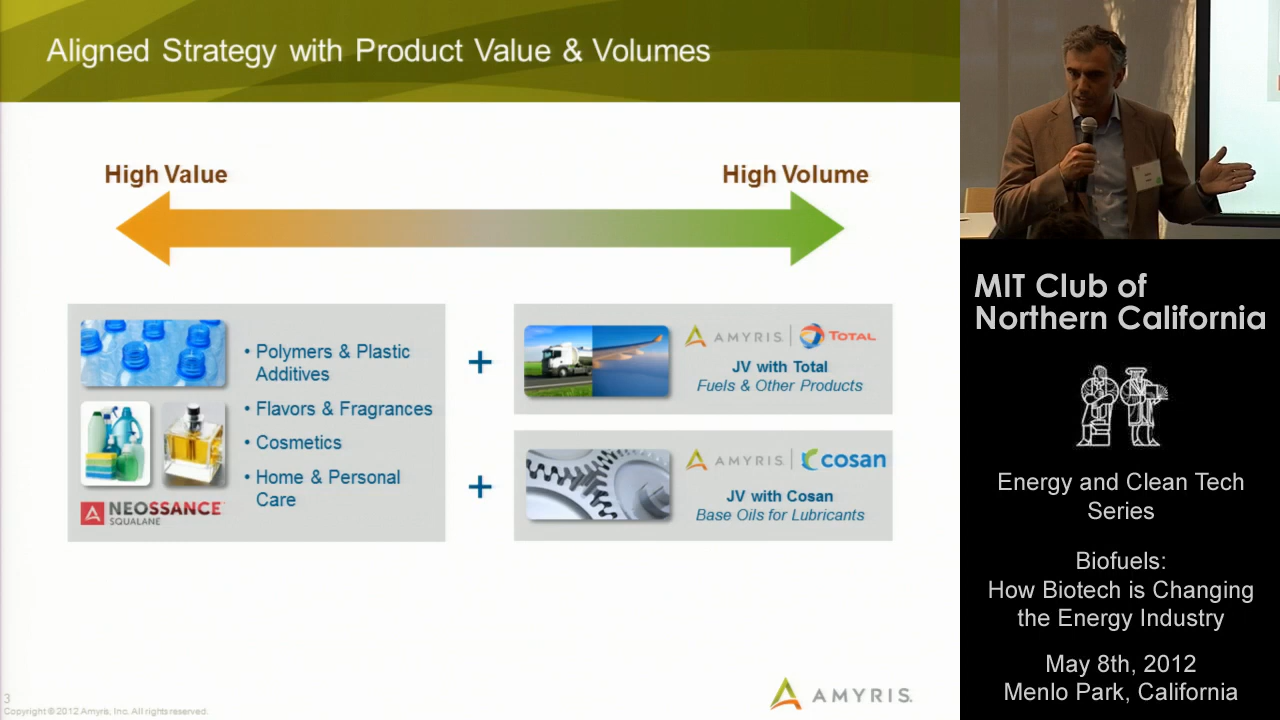 Aligned Strategy with Product Value & Volumes
High Value
High Volume
• Polymers & Plastic
Additives
• Flavors & Fragrances
• Cosmetics
• Home & Personal
Care
NEOSSANCE
SQUALANE
+
AMYRIS | TOTAL
JV with Total
Fuels & Other Products
+
AMYRIS | cosan
JV with Cosan
Base Oils for Lubricants
3
Copyright © 2012 Amyris, Inc. All rights reserved.
AMYRIS.
MIT Club of
Northern California
Energy and Clean Tech
Series
Biofuels:
How Biotech is Changing
the Energy Industry
May 8th, 2012
Menlo Park, California